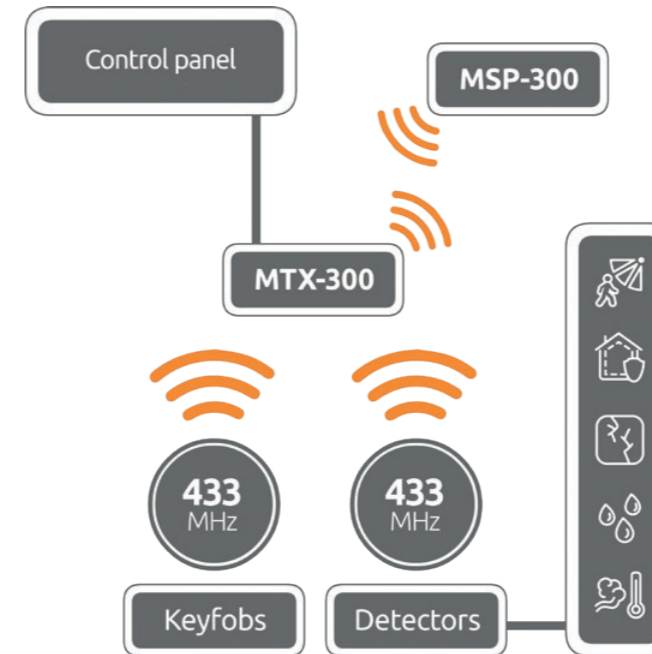 Control panel
MSP-300
MTX-300
433
MHz
433
MHz
Keyfobs
Detectors